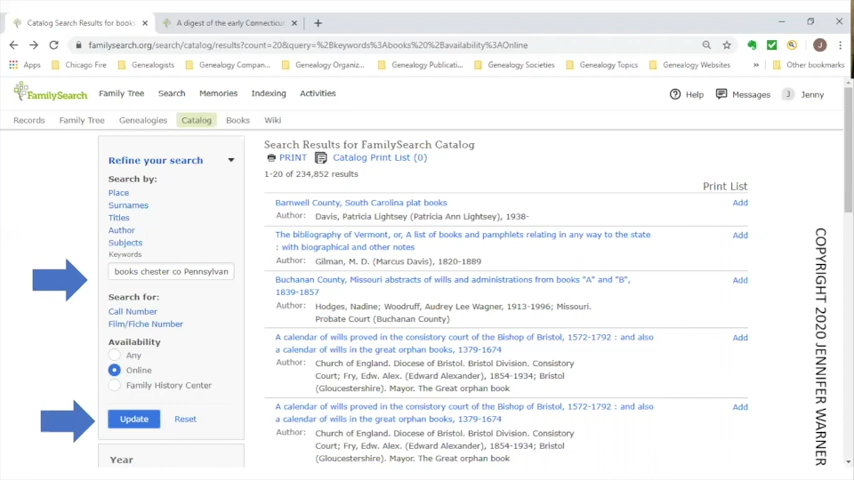 Catalog Search Results for books
A digest of the early Connecticut
familysearch.org/search/catalog/results?count=20&query=%2Bkeywords%3Abooks%20%2Bavailability%3AOnline
J
Apps
Chicago Fire
Genealogists
Genealogy Compan...
Genealogy Organiz...
Genealogy Publicati...
Genealogy Societies
Genealogy Topics
Genealogy Websites
»
Other bookmarks
FamilySearch
Family Tree
Search
Memories
Indexing
Activities
Help
Messages
J
Jenny
Records
Family Tree
Genealogies
Catalog
Books
Wiki
Refine your search
Search by:
Place
Surnames
Titles
Author
Subjects
Keywords
books chester co Pennsylvan
Search for:
Call Number
Film/Fiche Number
Availability
Any
Online
Family History Center
Update
Reset
Year
Search Results for FamilySearch Catalog
PRINT
Catalog Print List (0)
1-20 of 234,852 results
Print List
Barnwell County, South Carolina plat books
Add
Author: Davis, Patricia Lightsey (Patricia Ann Lightsey), 1938-
The bibliography of Vermont, or, A list of books and pamphlets relating in any way to the state
Add
: with biographical and other notes
Author: Gilman, M. D. (Marcus Davis), 1820-1889
Buchanan County, Missouri abstracts of wills and administrations from books "A" and "B",
Add
1839-1857
Author: Hodges, Nadine; Woodruff, Audrey Lee Wagner, 1913-1996; Missouri.
Probate Court (Buchanan County)
A calendar of wills proved in the consistory court of the Bishop of Bristol, 1572-1792 : and also
Add
a calendar of wills in the great orphan books, 1379-1674
Author: Church of England. Diocese of Bristol. Bristol Division. Consistory
Court; Fry, Edw. Alex. (Edward Alexander), 1854-1934; Bristol
(Gloucestershire). Mayor. The Great orphan book
A calendar of wills proved in the consistory court of the Bishop of Bristol, 1572-1792 : and also
Add
a calendar of wills in the great orphan books, 1379-1674
Author: Church of England. Diocese of Bristol. Bristol Division. Consistory
Court; Fry, Edw. Alex. (Edward Alexander), 1854-1934; Bristol
(Gloucestershire). Mayor. The Great orphan book
COPYRIGHT 2020 JENNIFER WARNER